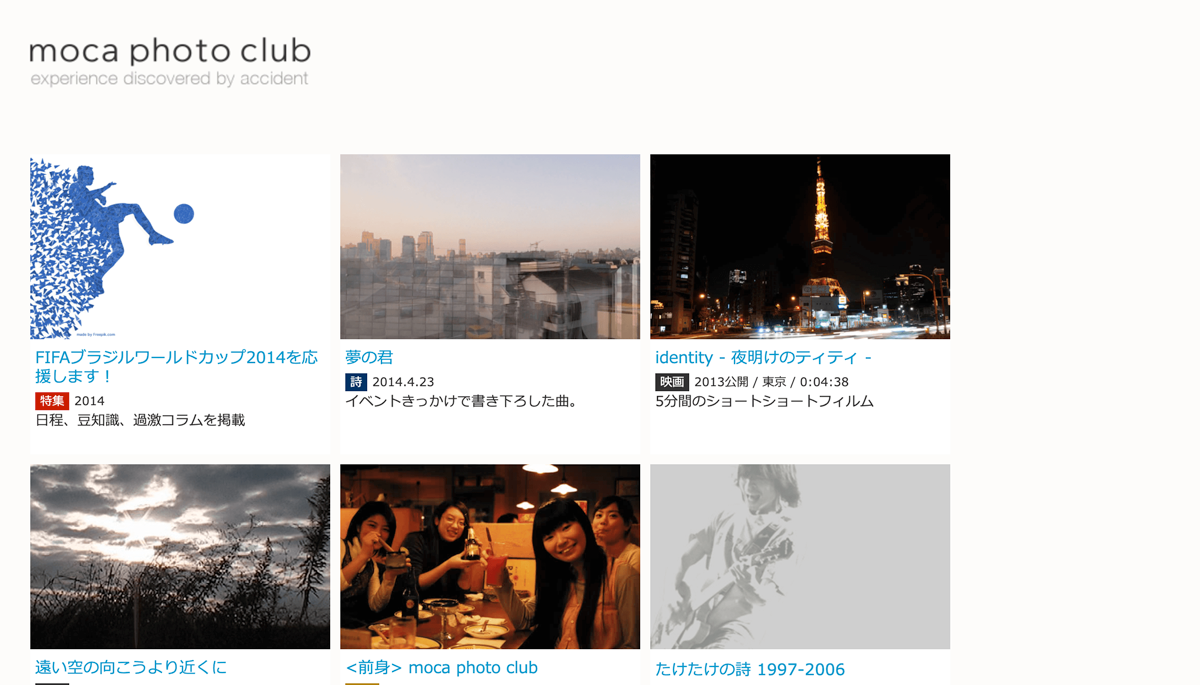 moca photo club
experience discovered by accident
made by Freepik.com
FIFAブラジルワールドカップ2014を応
援します！
特集 2014
日程、豆知識、過激コラムを掲載
夢の君
詩 2014.4.23
イベントきっかけで書き下ろした曲。
identity - 夜明けのティティ -
映画 2013公開 / 東京 / 0:04:38
5分間のショートショートフィルム
遠い空の向こうより近くに
<前身> moca photo club
たけたけの詩 1997-2006